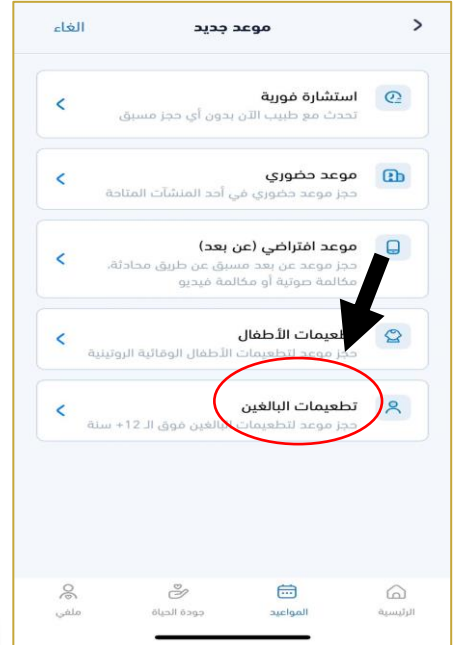 موعد جديد
الغاء
استشارة فورية
تحدث مع طبيب الآن بدون أي حجز مسبق
موعد حضوري
حجز موعد حضوري في أحد المنشآت المتاحة
موعد افتراضي (عن بعد)
حجز موعد عن بعد مسبق عن طريق محادثة،
مكالمة صوتية أو مكالمة فيديو
تطعيمات الأطفال
حجز موعد لتطعيمات الأطفال الوقائية الروتينية
تطعيمات البالغين
حجز موعد لتطعيمات البالغين فوق الـ 12+ سنة
الرئيسية
المواعيد
جودة الحياة
ملفي